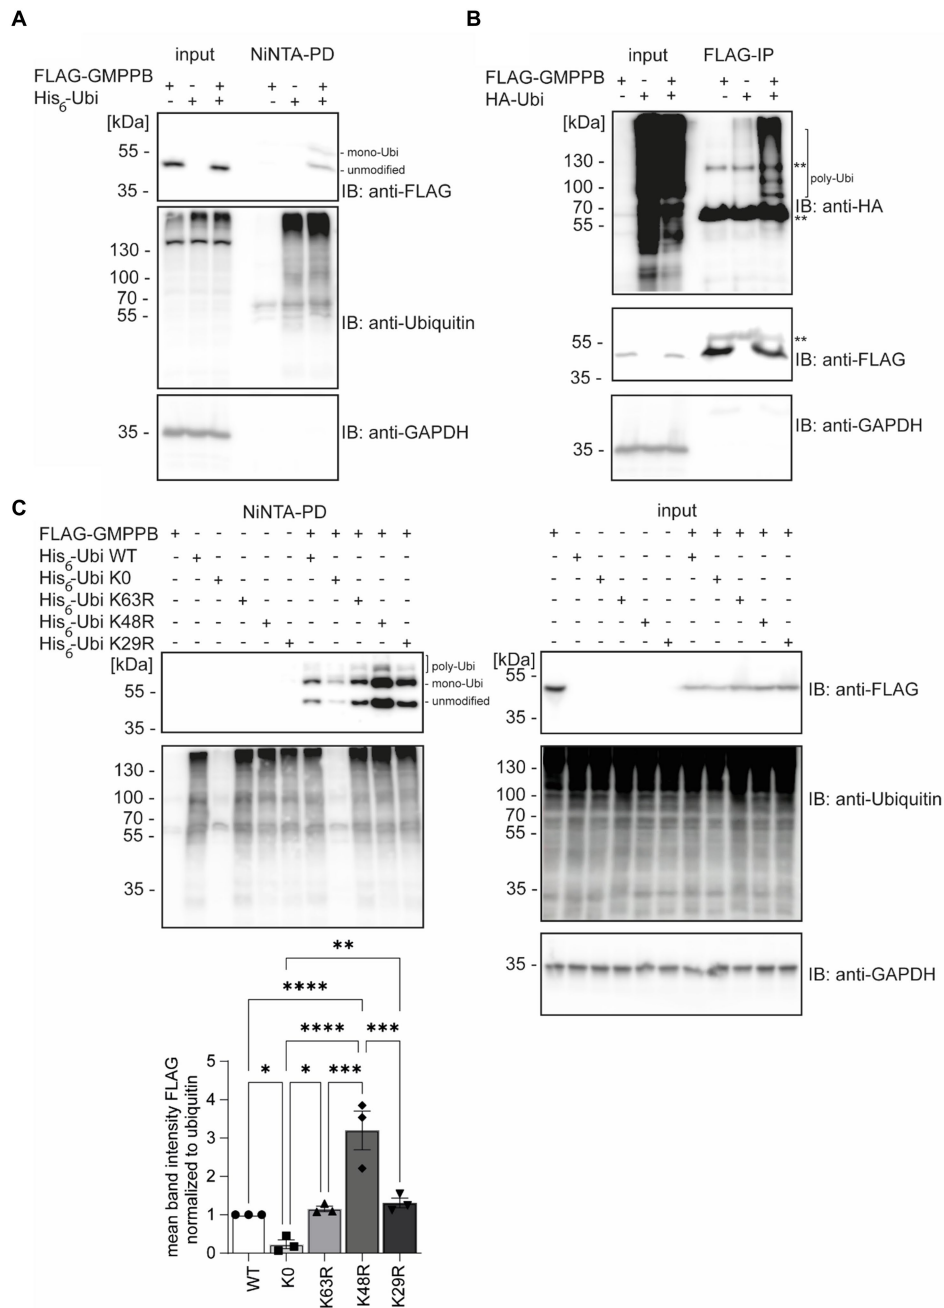 A
input NiNTA-PD
FLAG-GMPPB + - + + - +
His6-Ubi - + + - + +
[kDa]
55 -
- mono-Ubi
- unmodified
35 -
IB: anti-FLAG
130 -
100 -
70 -
55 -
IB: anti-Ubiquitin
35 -
IB: anti-GAPDH
B
input FLAG-IP
FLAG-GMPPB + - + + - +
HA-Ubi - + + - + +
[kDa]
130 -
**
poly-Ubi
100 -
70 -
IB: anti-HA
**
55 -
55 -
**
IB: anti-FLAG
35 -
IB: anti-GAPDH
35 -
C
NiNTA-PD
FLAG-GMPPB + - - - - - + + + + +
His6-Ubi WT - + - - - - + - - - -
His6-Ubi K0 - - + - - - - + - - -
His6-Ubi K63R - - - + - - - - + - -
His6-Ubi K48R - - - - + - - - - + -
His6-Ubi K29R - - - - - + - - - - +
[kDa]
poly-Ubi
- mono-Ubi
55 -
- unmodified
35 -
130 -
100 -
70 -
55 -
35 -
input
+ - - - - - + + + + +
- + - - - - + - - - -
- - + - - - - + - - -
- - - + - - - - + - -
- - - - + - - - - + -
- - - - - + - - - - +
[kDa]
55 -
IB: anti-FLAG
35 -
130 -
100 -
IB: anti-Ubiquitin
70 -
55 -
35 -
35 -
IB: anti-GAPDH
**
****
**** ***
* * ***
mean band intensity FLAG
normalized to ubiquitin
5
4
3
2
1
0
WT K0 K63R K48R K29R